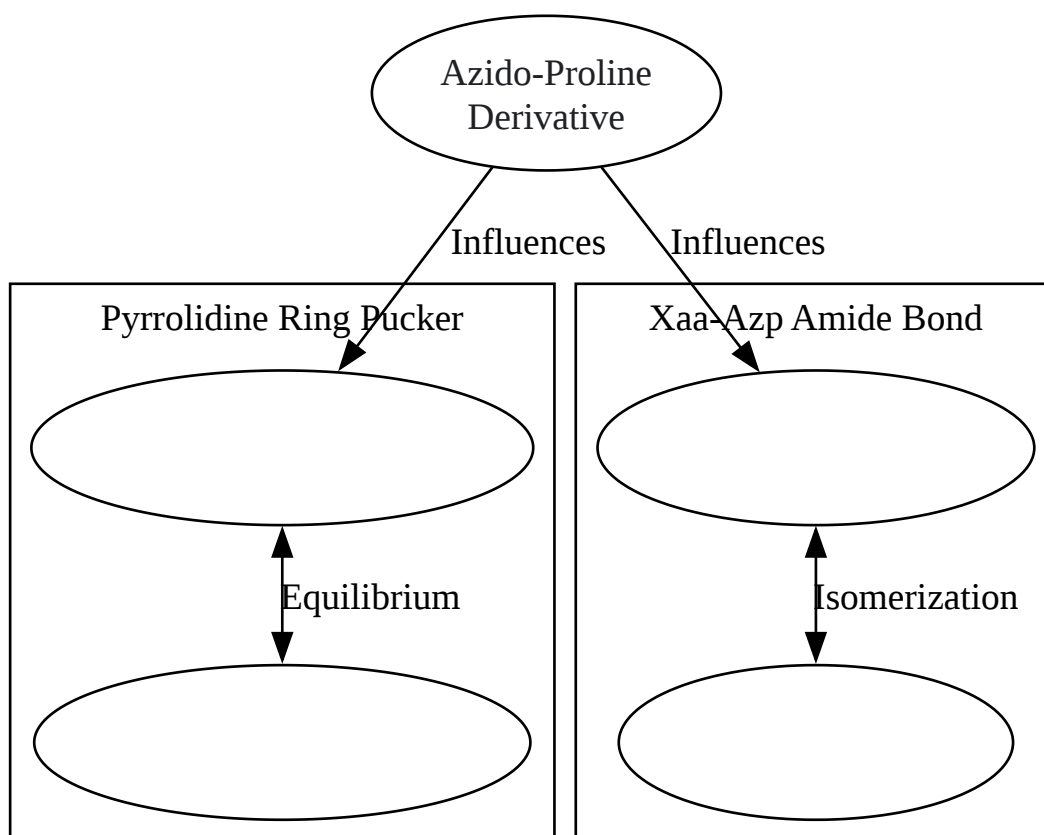 Azido-Proline
Derivative
Influences
Influences
Pyrrolidine Ring Pucker
Xaa-Azp Amide Bond
Equilibrium
Isomerization